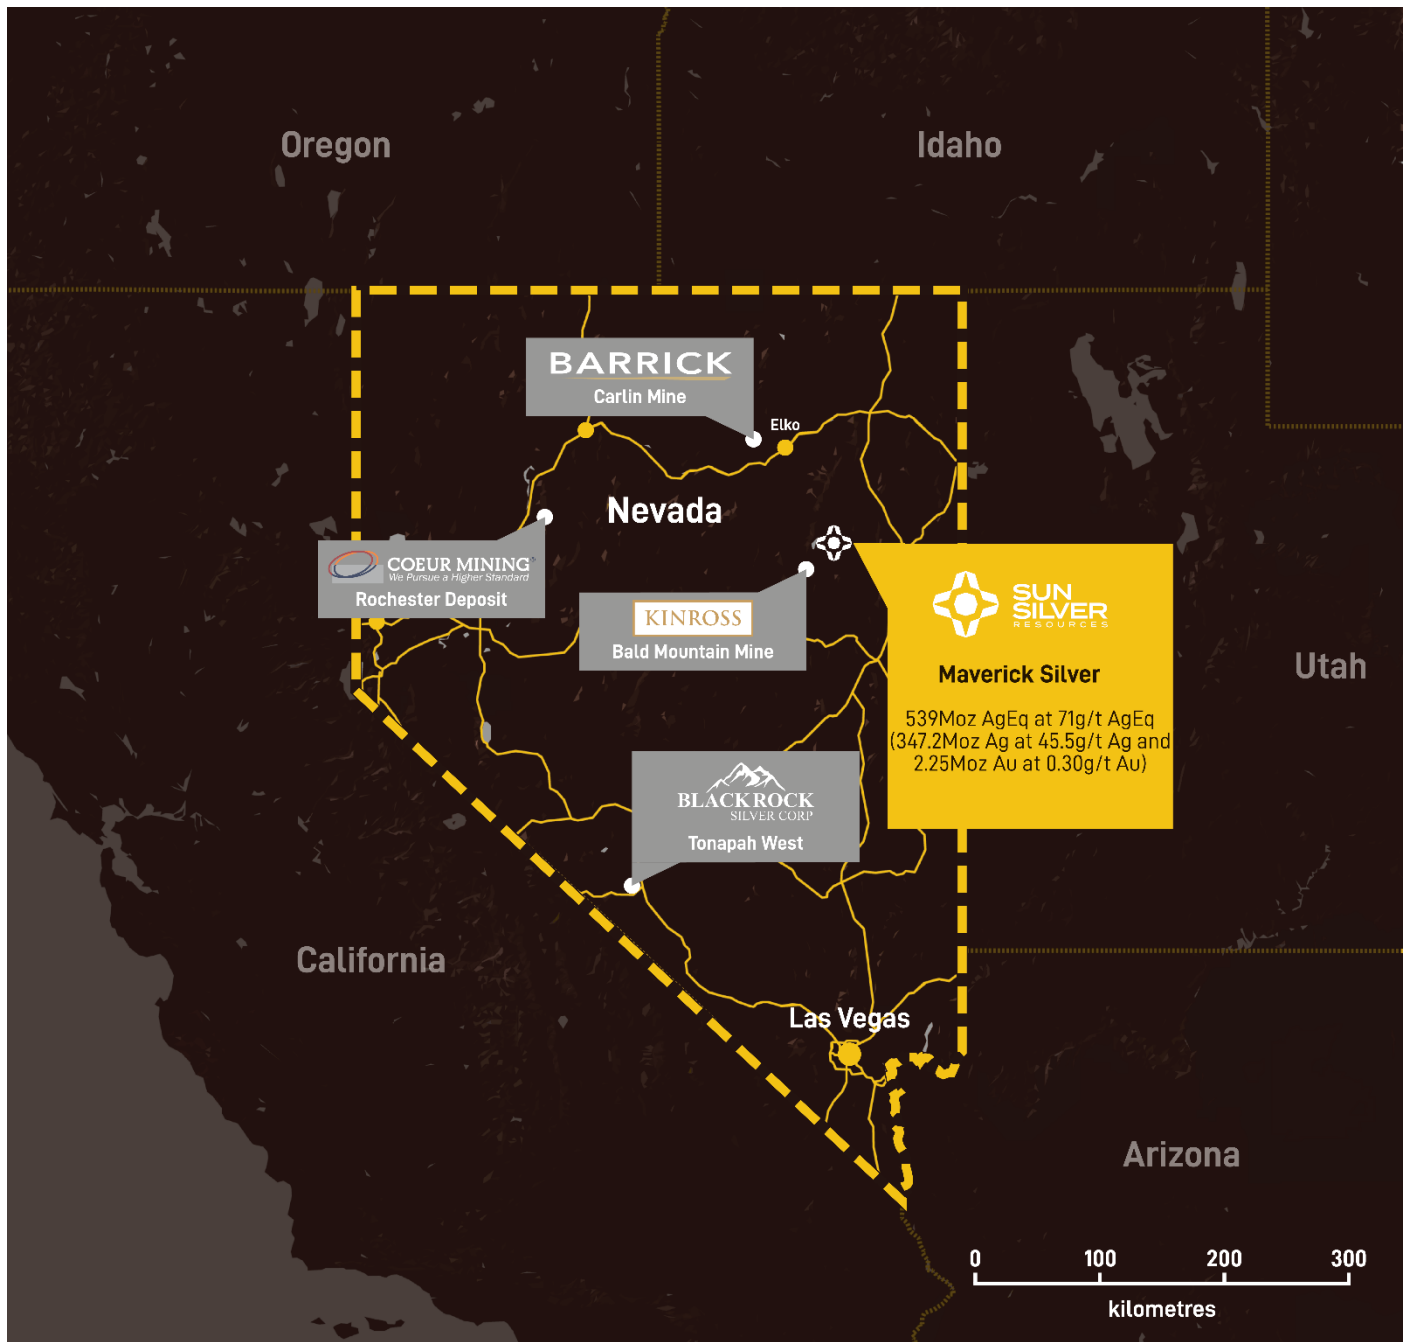 Oregon
Idaho
BARRICK
Carlin Mine
Elko
Nevada
COEUR MINING®
We Pursue a Higher Standard
Rochester Deposit
KINROSS
Bald Mountain Mine
SUN
SILVER
RESOURCES
Maverick Silver
539Moz AgEq at 71g/t AgEq
(347.2Moz Ag at 45.5g/t Ag and
2.25Moz Au at 0.30g/t Au)
Utah
BLACKROCK
SILVER CORP
Tonapah West
California
Las Vegas
Arizona
0 100 200 300
kilometres